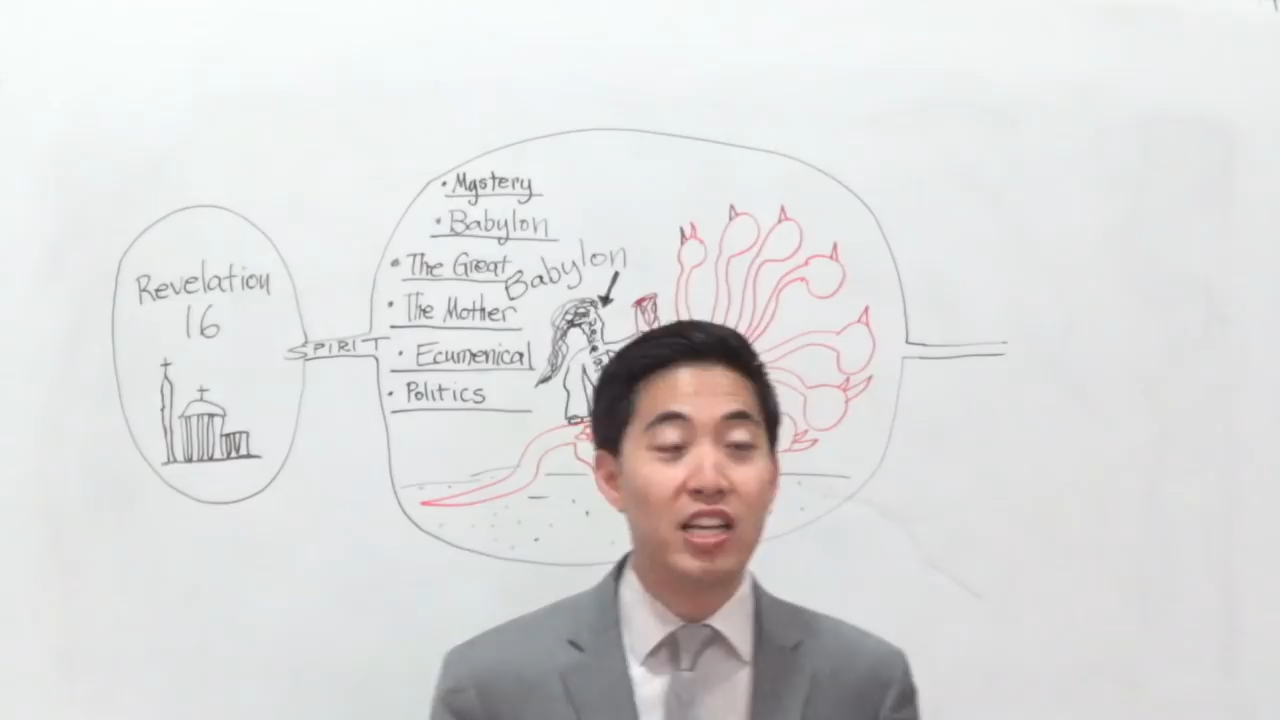 Revelation
16
SPIRIT
Mystery
Babylon
The Great
The Mother
Ecumenical
Politics
Babylon